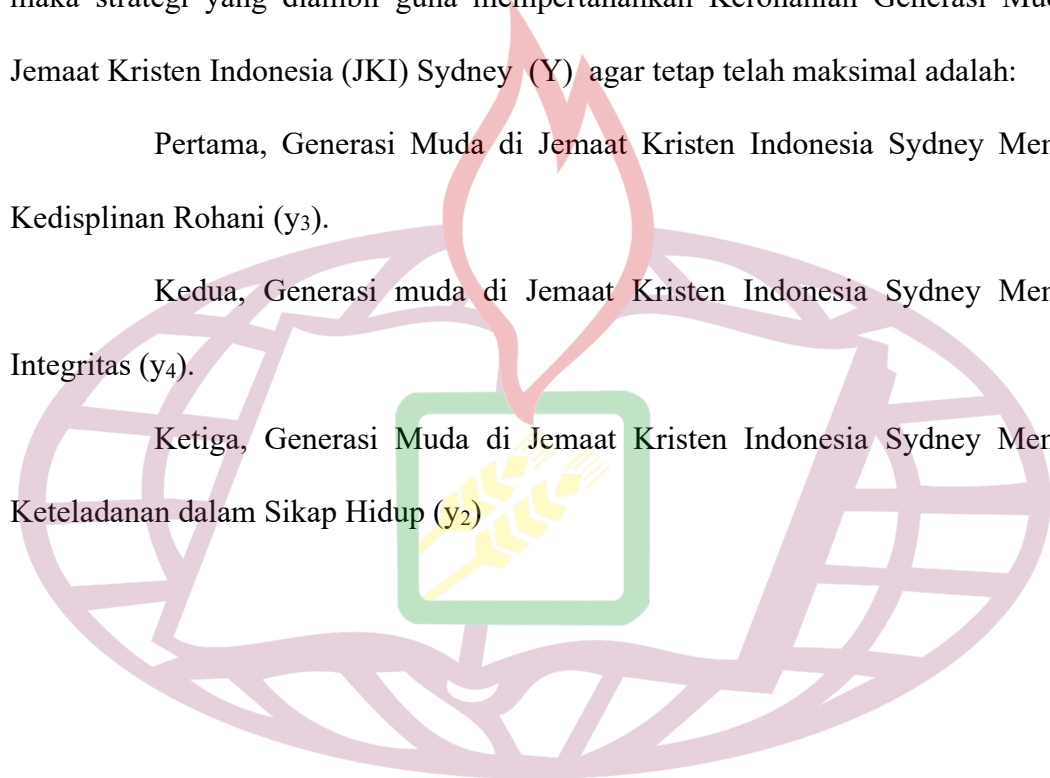 maka strategi yang diambil guna mempertahankan Kerohanian Generasi
Jemaat Kristen Indonesia (JKI) Sydney (Y) agar tetap telah maksimal adalah:
Pertama, Generasi Muda di Jemaat Kristen Indonesia Sydney
Kedisplinan Rohani (y₃).
Kedua, Generasi muda di Jemaat Kristen Indonesia Sydney
Integritas (y₄).
Ketiga, Generasi Muda di Jemaat Kristen Indonesia Sydney
Keteladanan dalam Sikap Hidup (y₂)